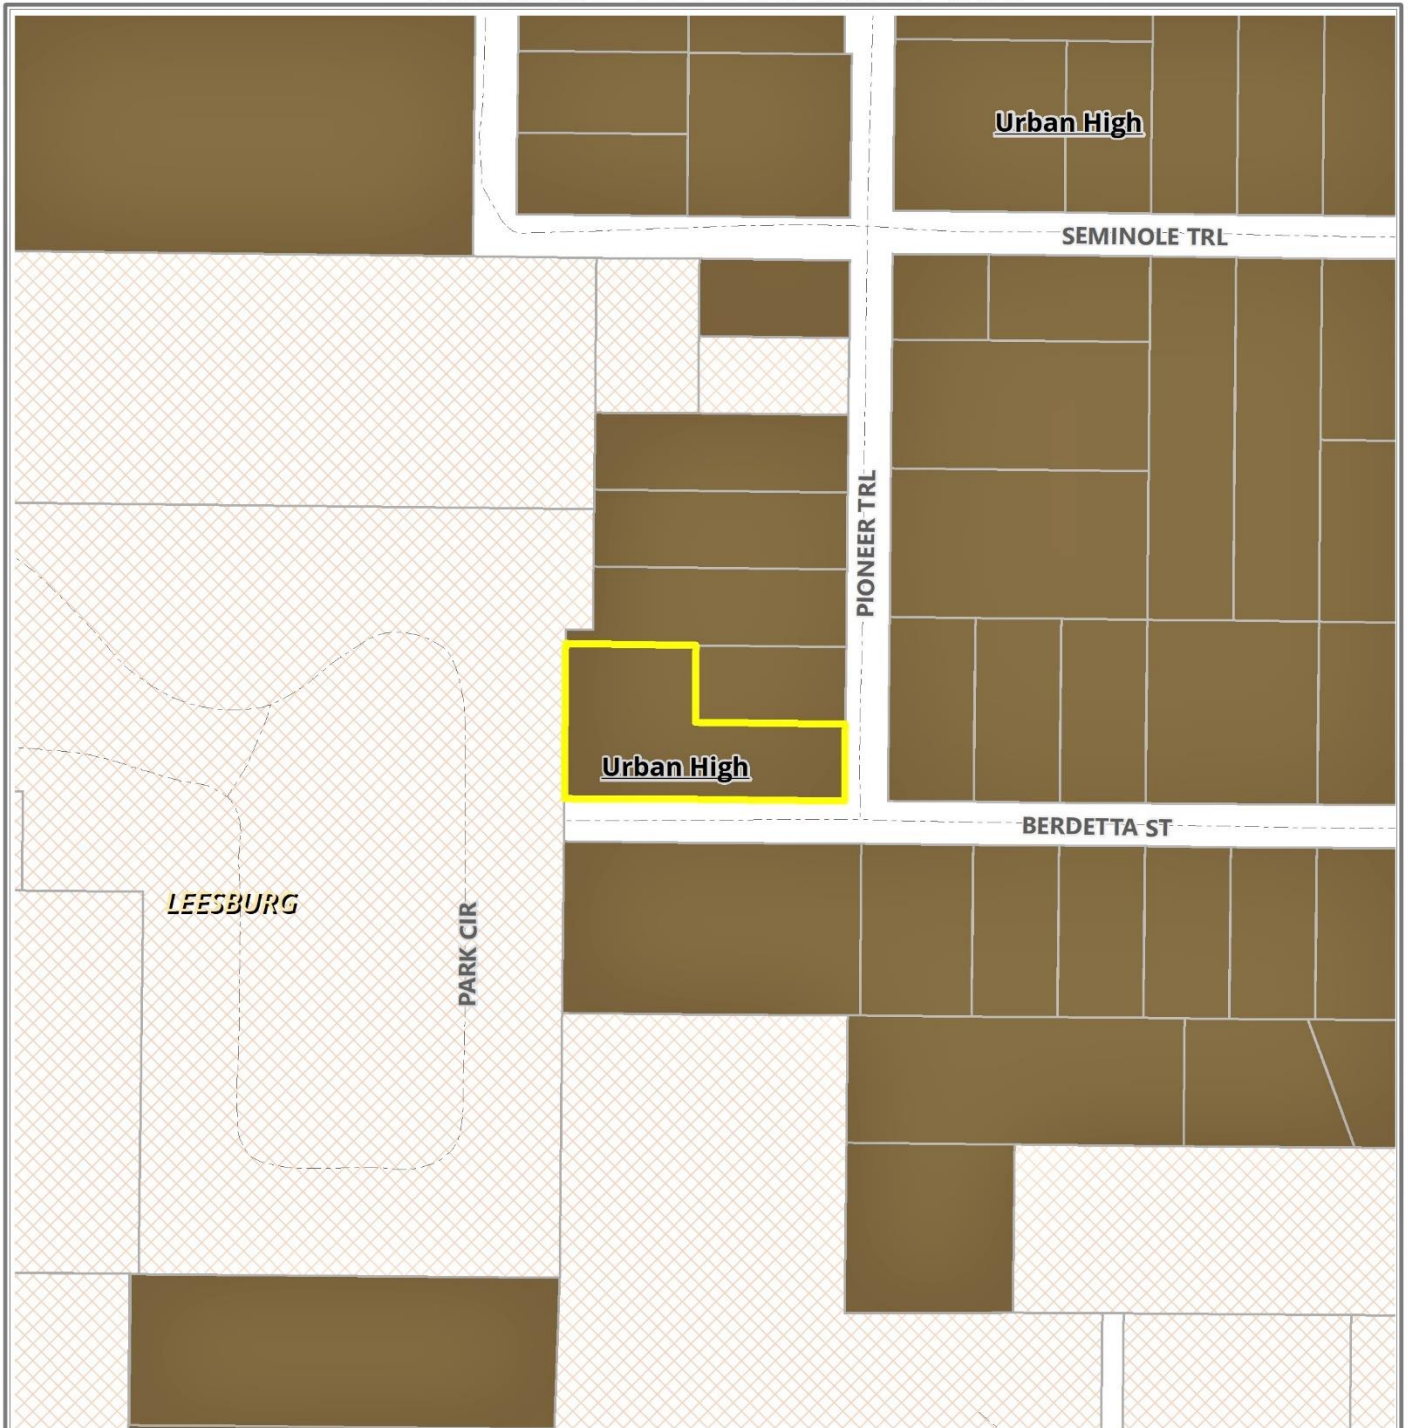 Urban High
SEMINOLE TRL
PIONEER TRL
Urban High
BERDETTA ST
LEESBURG
PARK CIR